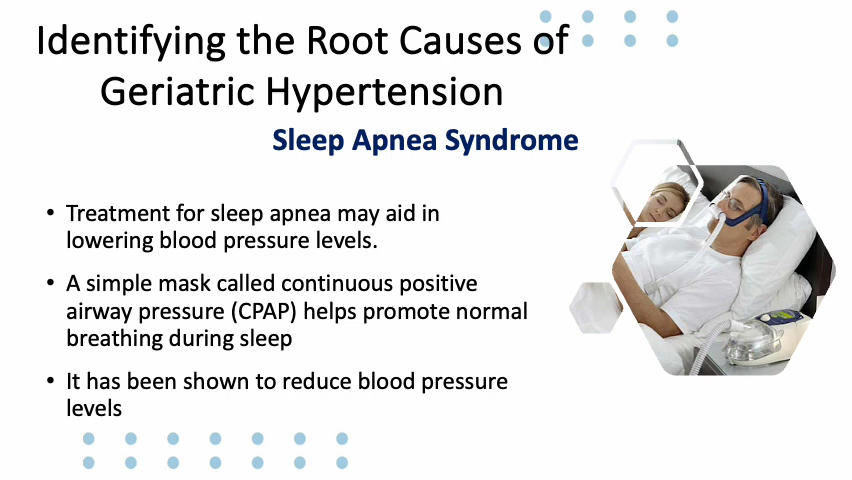 Identifying the Root Causes of
Geriatric Hypertension
Sleep Apnea Syndrome
• Treatment for sleep apnea may aid in
lowering blood pressure levels.
• A simple mask called continuous positive
airway pressure (CPAP) helps promote normal
breathing during sleep
• It has been shown to reduce blood pressure
levels